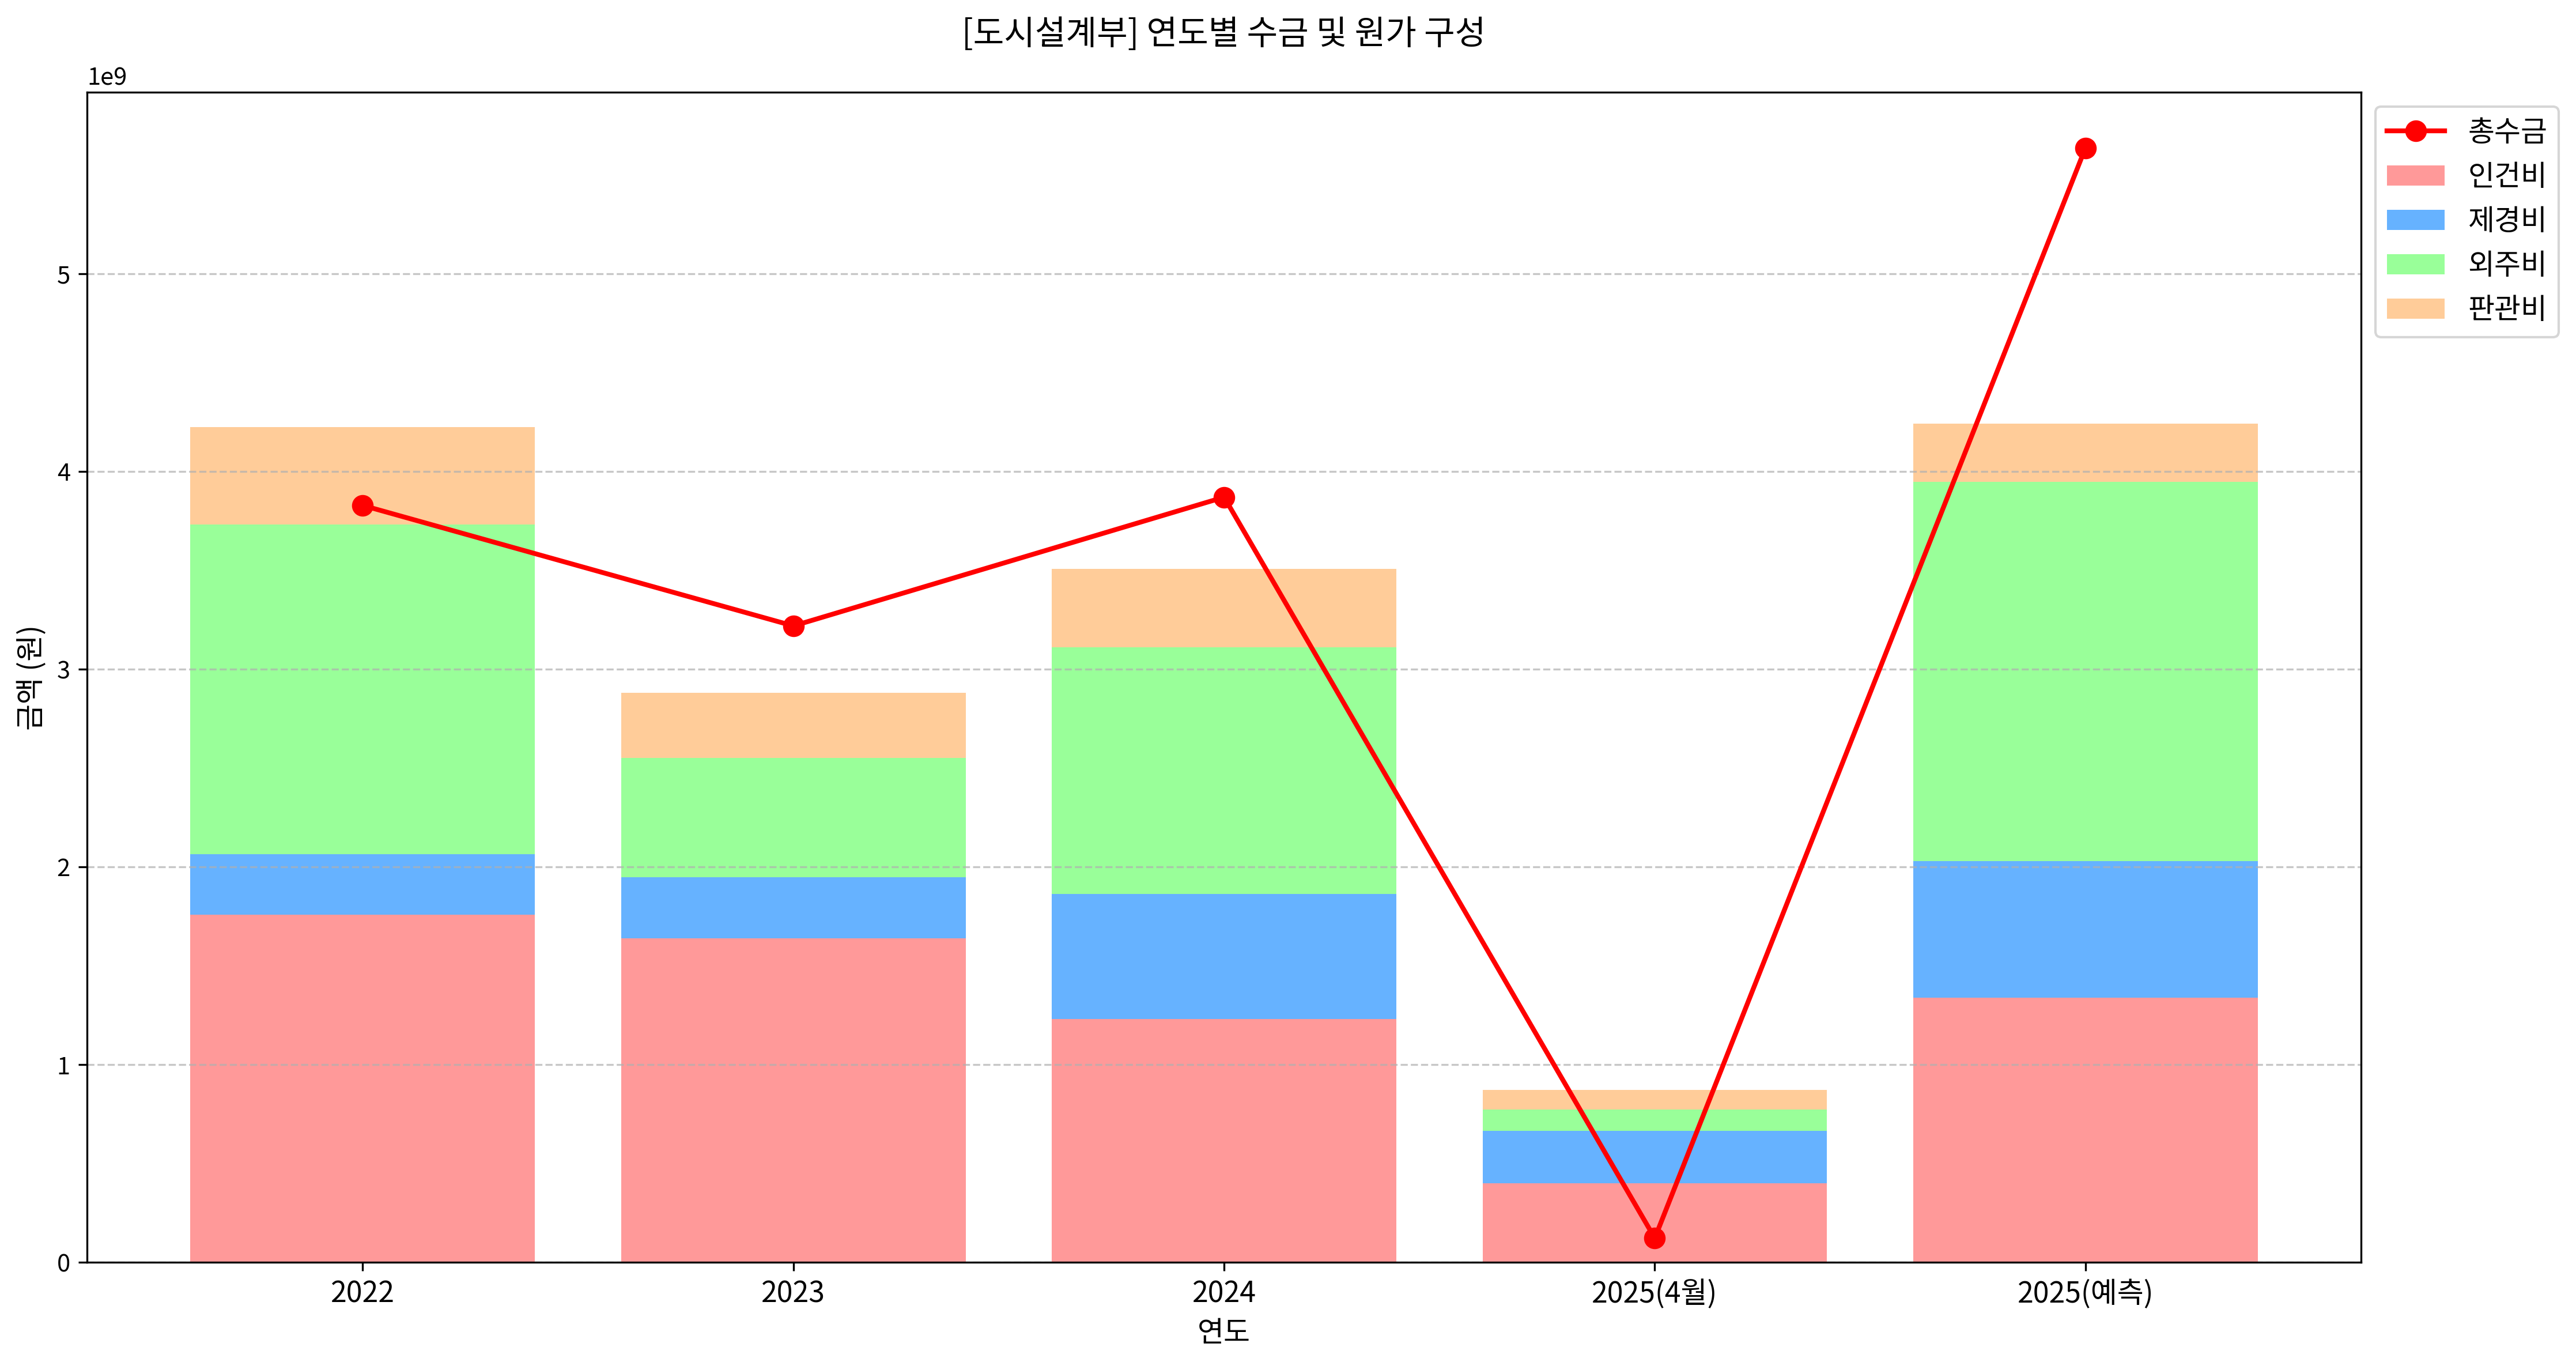 [도시설계부] 연도별 수금 및 원가 구성
1e9
총수금
인건비
제경비
외주비
판관비
5
4
3
2
1
0
금액 (원)
2022
2023
2024
2025(4월)
2025(예측)
연도